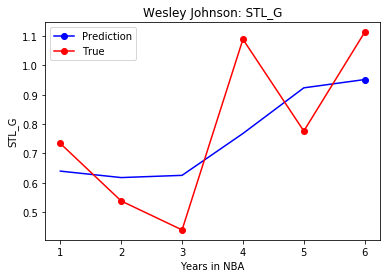 Wesley Johnson: STL_G
Prediction
True
STL_G
1.1
1.0
0.9
0.8
0.7
0.6
0.5
1 2 3 4 5 6
Years in NBA